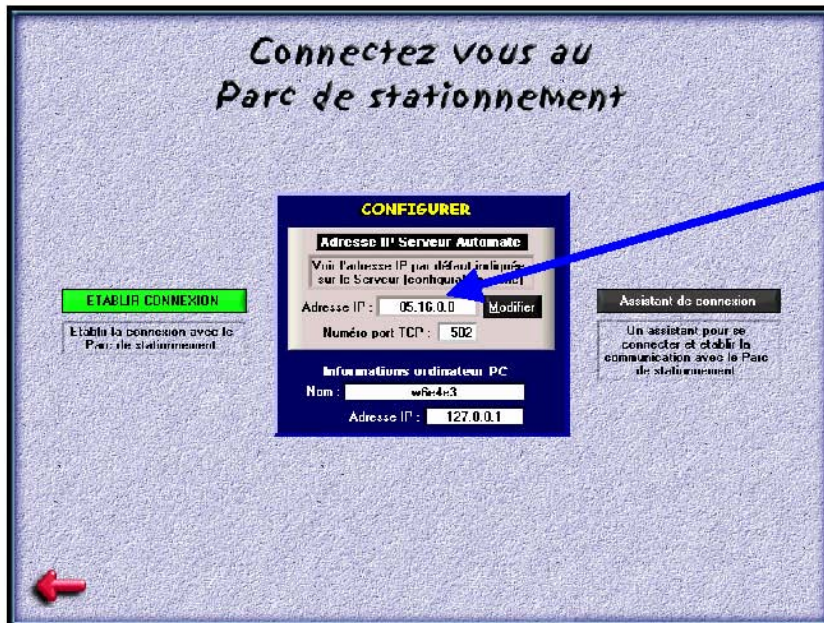 Connectez vous au
Parc de stationnement
CONFIGURER
Adresse IP Serveur Automate
Voir l'adresse IP par défaut indiquée
sur le Serveur (configuration
Adresse IP : 05.16.0.0 Modifier
Numéro port TCP : 502
Informations ordinateur PC
Nom : w6e4e3
Adresse IP : 127.0.0.1
ETABLIR CONNEXION
Etablir la connexion avec le
Parc de stationnement
Assistant de connexion
Un assistant pour se
connecter et etablir la
communication avec le Parc
de stationnement